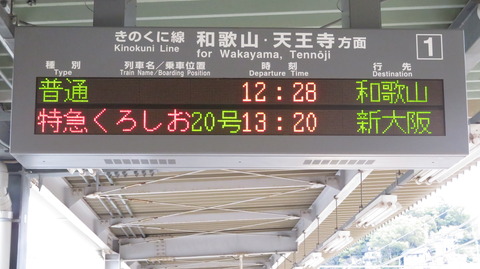 きのくに線 和歌山・天王寺方面 1
Kinokuni Line for Wakayama, Tennōji
種別 列車名／乗車位置 時刻 行先
Type Train Name/Boarding Position Departure Time Destination
普通 12:28 和歌山
特急くろしお20号13:20 新大阪